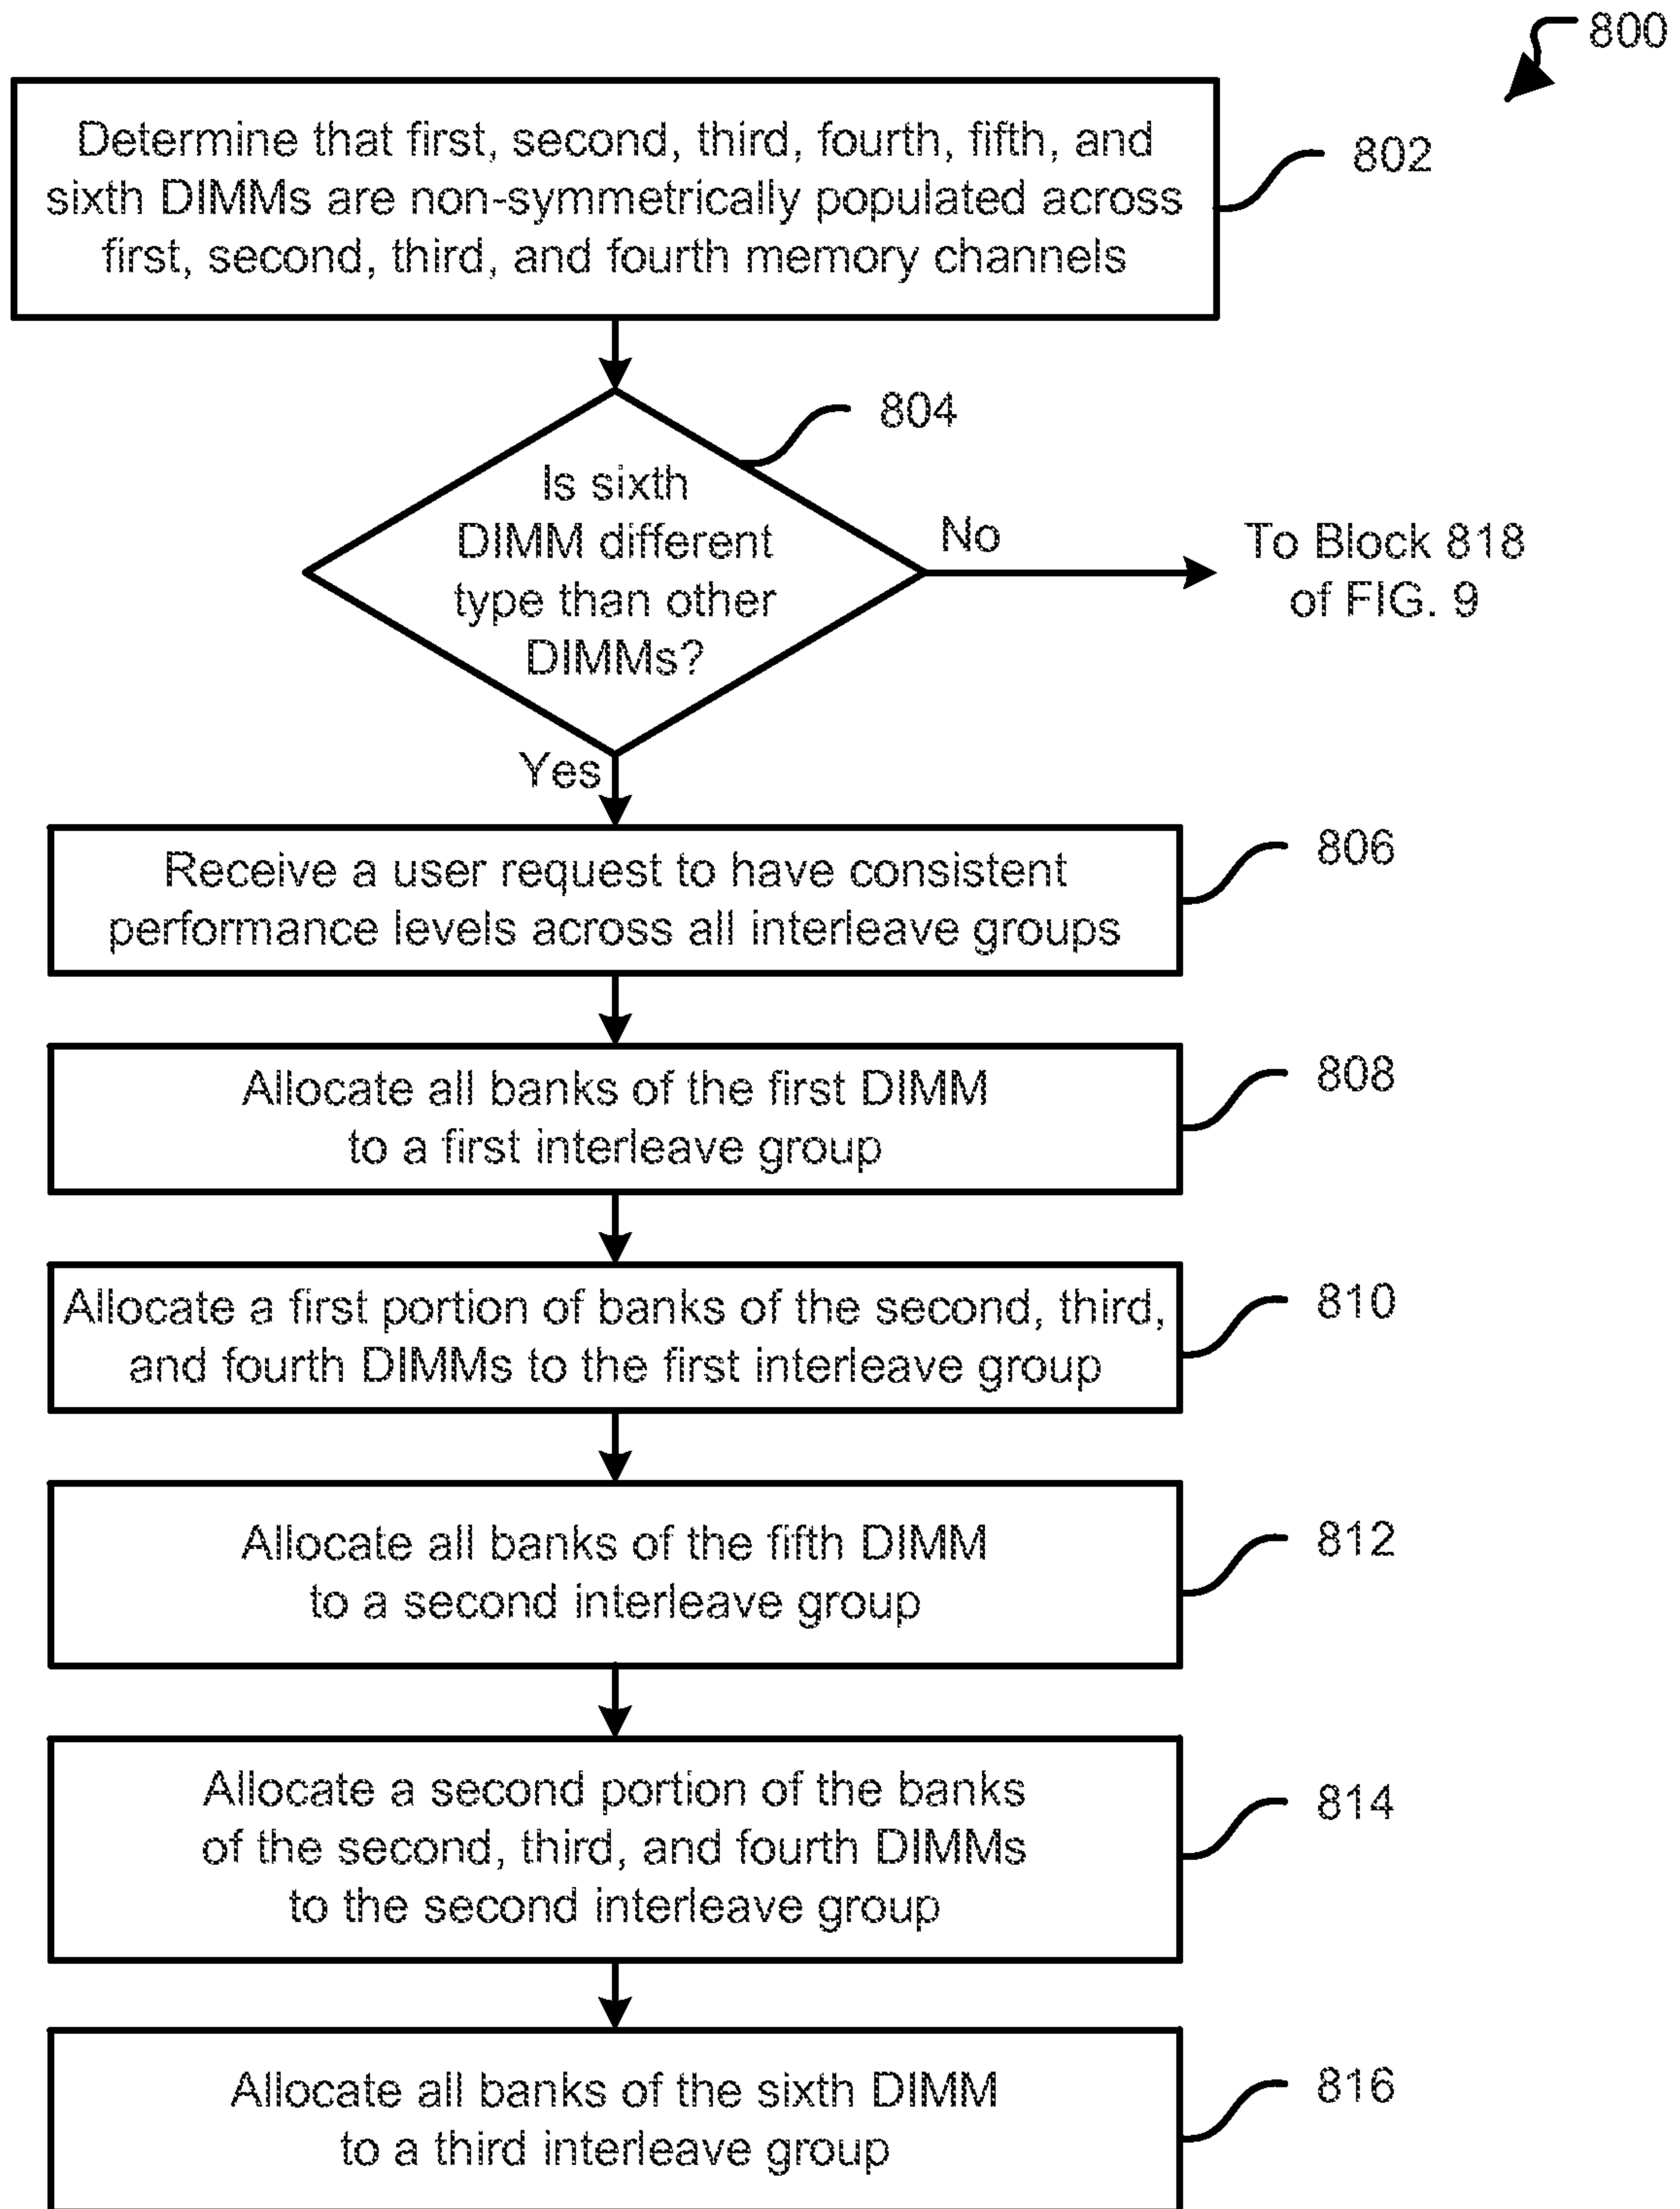 800
Determine that first, second, third, fourth, fifth, and
sixth DIMMs are non-symmetrically populated across
first, second, third, and fourth memory channels
802
804
Is sixth
DIMM different
type than other
DIMMs?
No
To Block 818
of FIG. 9
Yes
Receive a user request to have consistent
performance levels across all interleave groups
806
Allocate all banks of the first DIMM
to a first interleave group
808
Allocate a first portion of banks of the second, third,
and fourth DIMMs to the first interleave group
810
Allocate all banks of the fifth DIMM
to a second interleave group
812
Allocate a second portion of the banks
of the second, third, and fourth DIMMs
to the second interleave group
814
Allocate all banks of the sixth DIMM
to a third interleave group
816